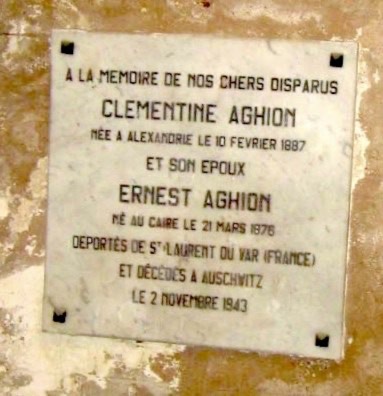 A LA MEMOIRE DE NOS CHERS DISPARUS
CLEMENTINE AGHION
NÉE A ALEXANDRIE LE 10 FEVRIER 1887
ET SON EPOUX
ERNEST AGHION
NÉ AU CAIRE LE 21 MARS 1876
DEPORTÉS DE ST LAURENT DU VAR (FRANCE)
ET DÉCÉDÉS A AUSCHWITZ
LE 2 NOVEMBRE 1943